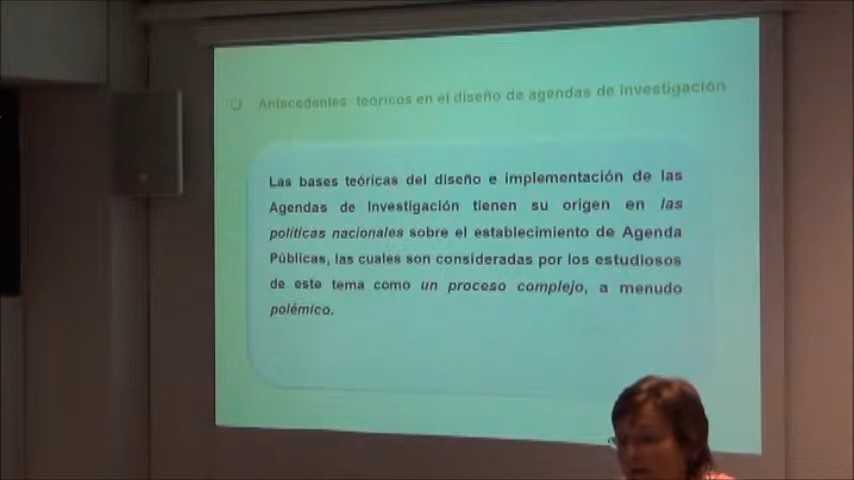 Antecedentes teóricos en el diseño de agendas de investigación
Las bases teóricas del diseño e implementación de las
Agendas de Investigación tienen su origen en las
políticas nacionales sobre el establecimiento de Agenda
Públicas, las cuales son consideradas por los estudiosos
de este tema como un proceso complejo, a menudo
polémico.